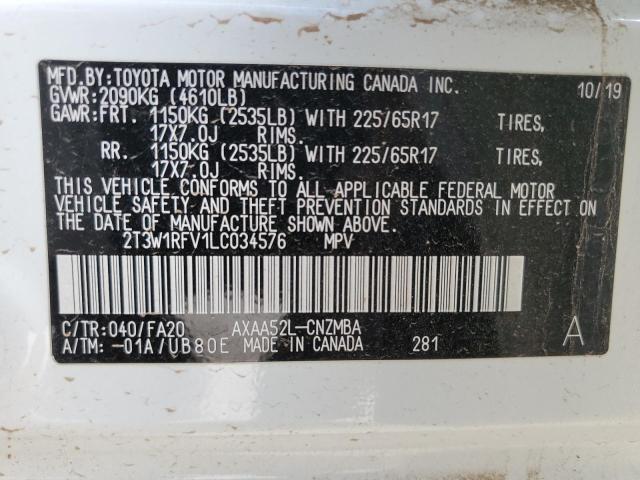 MFD.BY:TOYOTA MOTOR MANUFACTURING CANADA INC. 10/19
GVWR:2090KG (4610LB)
GAWR:FRT. 1150KG (2535LB) WITH 225/65R17 TIRES,
17X7.0J RIMS.
RR. 1150KG (2535LB) WITH 225/65R17 TIRES,
17X7.0J RIMS.
THIS VEHICLE CONFORMS TO ALL APPLICABLE FEDERAL MOTOR
VEHICLE SAFETY AND THEFT PREVENTION STANDARDS IN EFFECT ON
THE DATE OF MANUFACTURE SHOWN ABOVE.
2T3W1RFV1LC034576 MPV
C/TR:040/FA20 AXAA52L-CNZMBA A
A/TM:-01A/UB80E MADE IN CANADA 281